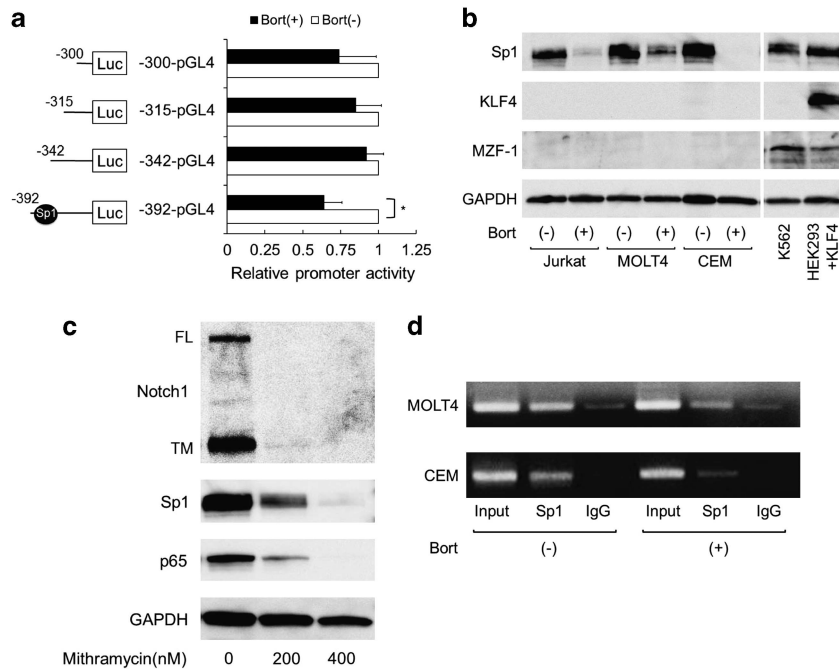 a
Bort(+) Bort(-)
-300 Luc -300-pGL4
-315 Luc -315-pGL4
-342 Luc -342-pGL4
-392 Sp1 Luc -392-pGL4 *
0 0.25 0.5 0.75 1 1.25
Relative promoter activity
b
Sp1
KLF4
MZF-1
GAPDH
Bort (-) (+) (-) (+) (-) (+)
Jurkat MOLT4 CEM
K562
HEK293
+KLF4
c
FL
Notch1
TM
Sp1
p65
GAPDH
Mithramycin(nM) 0 200 400
d
MOLT4
CEM
Input Sp1 IgG Input Sp1 IgG
Bort (-) (+)